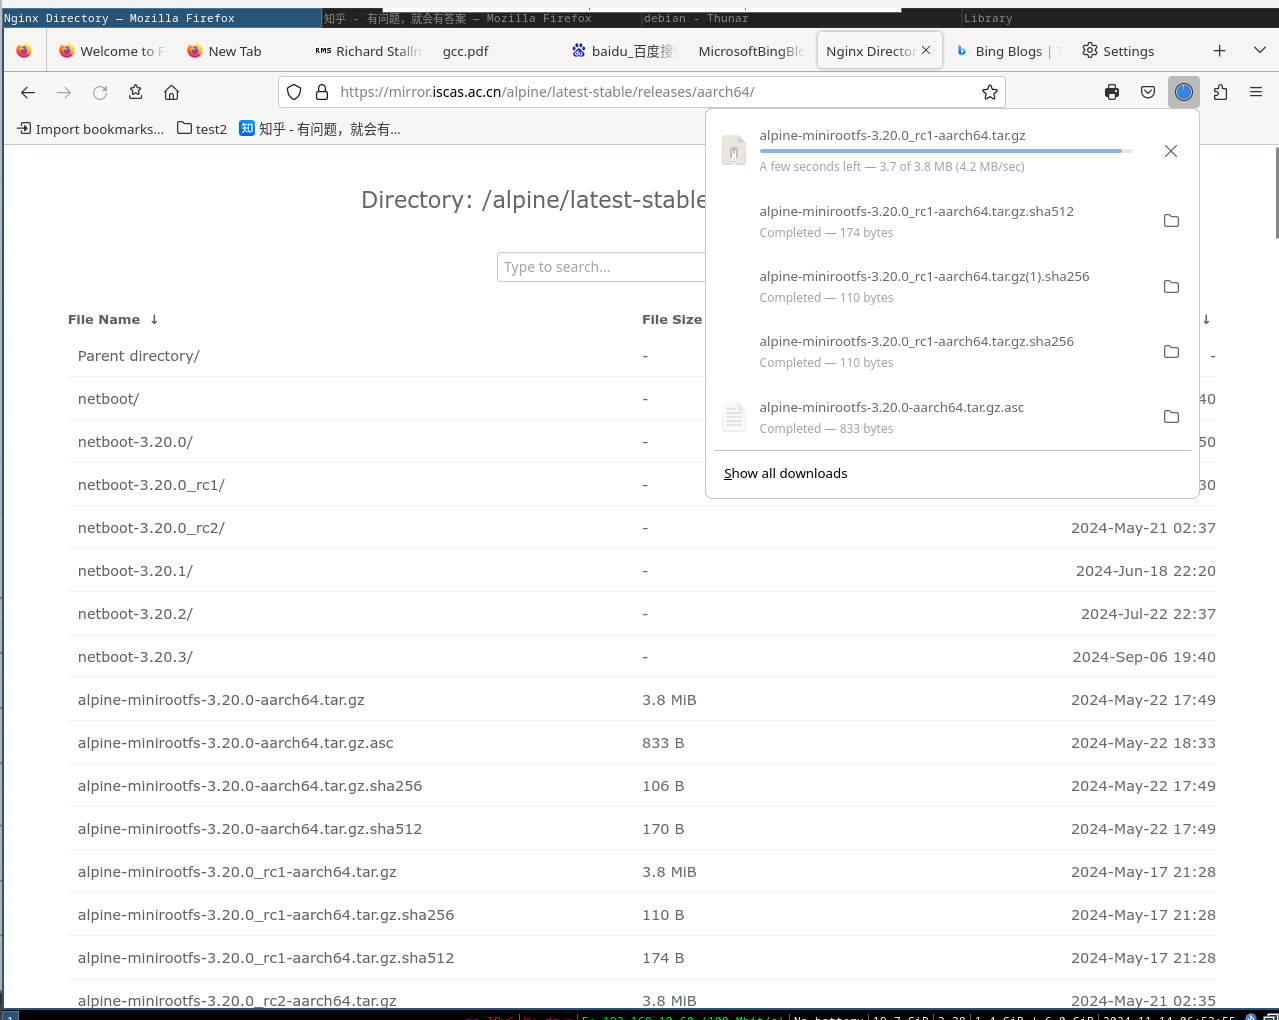 Nginx Directory — Mozilla Firefox
知乎 - 有问题，就会有答案 — Mozilla Firefox
debian - Thunar
Library
Welcome to F
New Tab
RMS Richard Stalln
gcc.pdf
baidu_百度搜
MicrosoftBingBlo
Nginx Director
Bing Blogs |
Settings
https://mirror.iscas.ac.cn/alpine/latest-stable/releases/aarch64/
Import bookmarks...
test2
知 知乎 - 有问题，就会有...
alpine-minirootfs-3.20.0_rc1-aarch64.tar.gz
A few seconds left — 3.7 of 3.8 MB (4.2 MB/sec)
alpine-minirootfs-3.20.0_rc1-aarch64.tar.gz.sha512
Completed — 174 bytes
alpine-minirootfs-3.20.0_rc1-aarch64.tar.gz(1).sha256
Completed — 110 bytes
alpine-minirootfs-3.20.0_rc1-aarch64.tar.gz.sha256
Completed — 110 bytes
alpine-minirootfs-3.20.0-aarch64.tar.gz.asc
Completed — 833 bytes
Show all downloads
Directory: /alpine/latest-stable
Type to search...
File Name ↓ File Size ↓
Parent directory/ - -
netboot/ - 40
netboot-3.20.0/ - 50
netboot-3.20.0_rc1/ - 30
netboot-3.20.0_rc2/ - 2024-May-21 02:37
netboot-3.20.1/ - 2024-Jun-18 22:20
netboot-3.20.2/ - 2024-Jul-22 22:37
netboot-3.20.3/ - 2024-Sep-06 19:40
alpine-minirootfs-3.20.0-aarch64.tar.gz 3.8 MiB 2024-May-22 17:49
alpine-minirootfs-3.20.0-aarch64.tar.gz.asc 833 B 2024-May-22 18:33
alpine-minirootfs-3.20.0-aarch64.tar.gz.sha256 106 B 2024-May-22 17:49
alpine-minirootfs-3.20.0-aarch64.tar.gz.sha512 170 B 2024-May-22 17:49
alpine-minirootfs-3.20.0_rc1-aarch64.tar.gz 3.8 MiB 2024-May-17 21:28
alpine-minirootfs-3.20.0_rc1-aarch64.tar.gz.sha256 110 B 2024-May-17 21:28
alpine-minirootfs-3.20.0_rc1-aarch64.tar.gz.sha512 174 B 2024-May-17 21:28
alpine-minirootfs-3.20.0_rc2-aarch64.tar.gz 3.8 MiB 2024-May-21 02:35